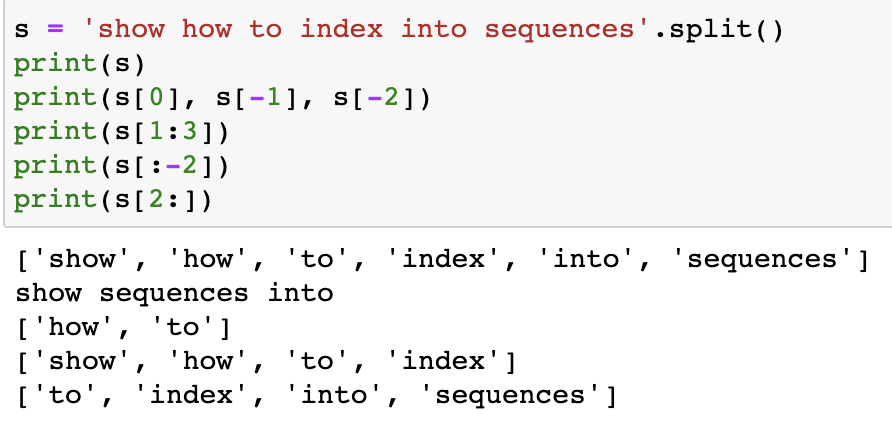 s = 'show how to index into sequences'.split()
print(s)
print(s[0], s[-1], s[-2])
print(s[1:3])
print(s[:-2])
print(s[2:])
['show', 'how', 'to', 'index', 'into', 'sequences']
show sequences into
['how', 'to']
['show', 'how', 'to', 'index']
['to', 'index', 'into', 'sequences']